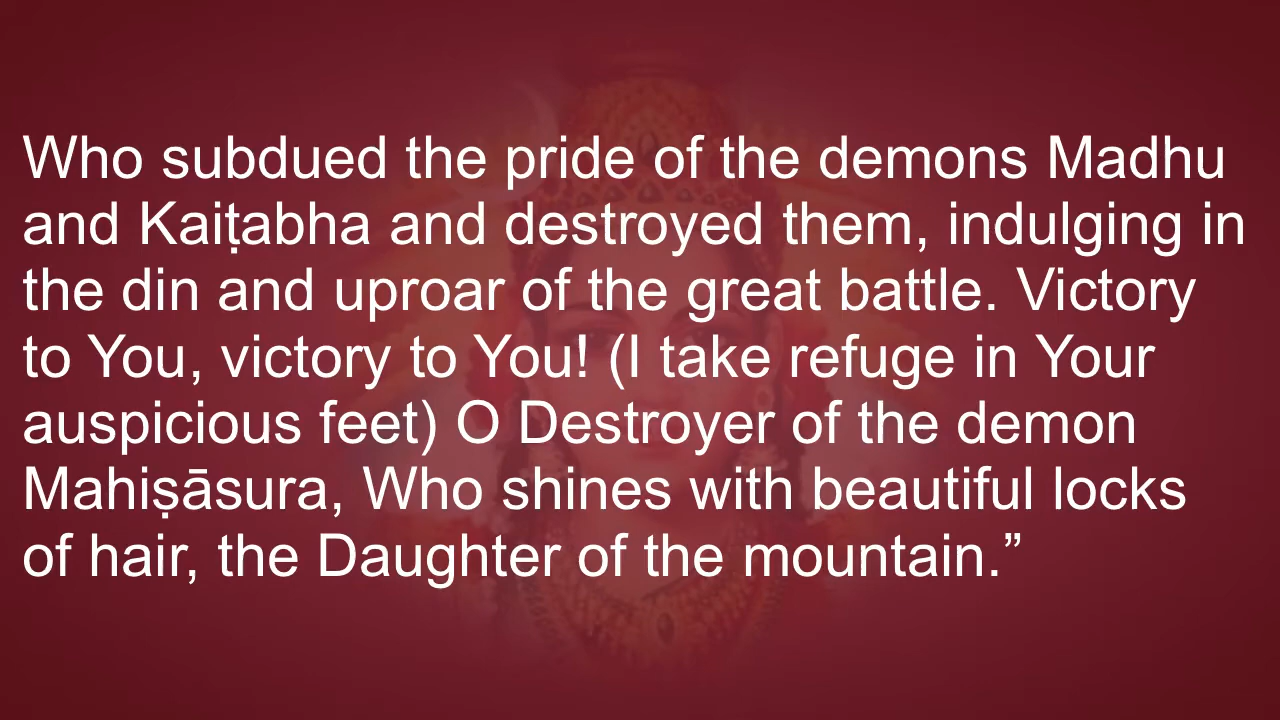 Who subdued the pride of the demons Madhu
and Kaiṭabha and destroyed them, indulging in
the din and uproar of the great battle. Victory
to You, victory to You! (I take refuge in Your
auspicious feet) O Destroyer of the demon
Mahiṣāsura, Who shines with beautiful locks
of hair, the Daughter of the mountain.”